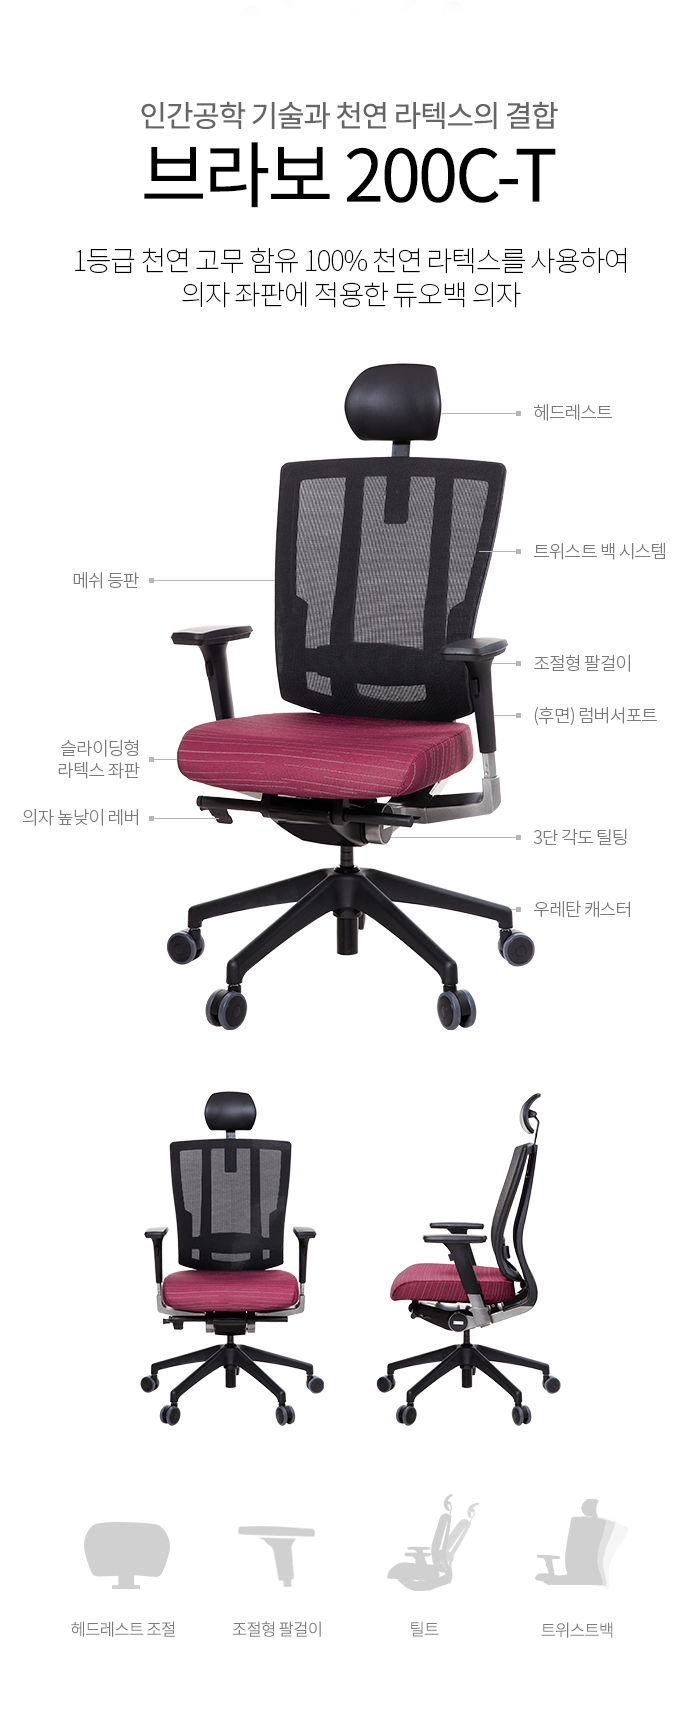 인간공학 기술과 천연 라텍스의 결합
브라보 200C-T
1등급 천연 고무 함유 100% 천연 라텍스를 사용하여
의자 좌판에 적용한 듀오백 의자
헤드레스트
트위스트 백 시스템
메쉬 등판
조절형 팔걸이
(후면) 럼버서포트
슬라이딩형
라텍스 좌판
의자 높낮이 레버
3단 각도 틸팅
우레탄 캐스터
헤드레스트 조절
조절형 팔걸이
틸트
트위스트백